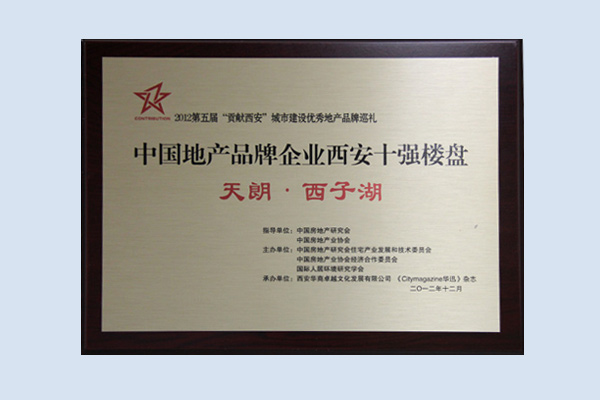 CONTRIBUTION
2012第五届“贡献西安”城市建设优秀地产品牌巡礼
中国地产品牌企业西安十强楼盘
天朗·西子湖
指导单位：中国房地产研究会
中国房地产业协会
主办单位：中国房地产研究会住宅产业发展和技术委员会
中国房地产业协会经济合作委员会
国际人居环境研究学会
承办单位：西安华商卓越文化发展有限公司 《Citymagazine华迅》杂志
二〇一二年十二月